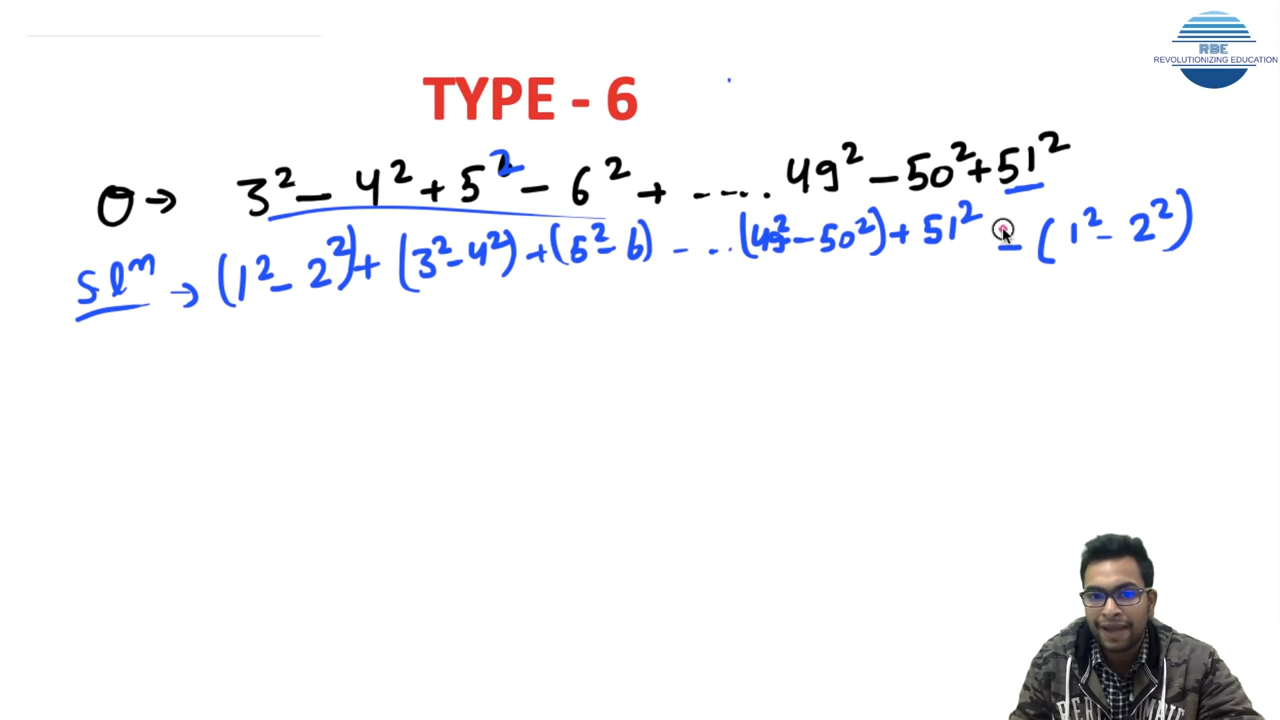 RBE
REVOLUTIONIZING EDUCATION
TYPE - 6
Q → 3² - 4² + 5² - 6² + ---. 49² - 50² + 51²
Solⁿ → (1² - 2²) + (3² - 4²) + (5² - 6) - .. (49² - 50²) + 51² - (1² - 2²)